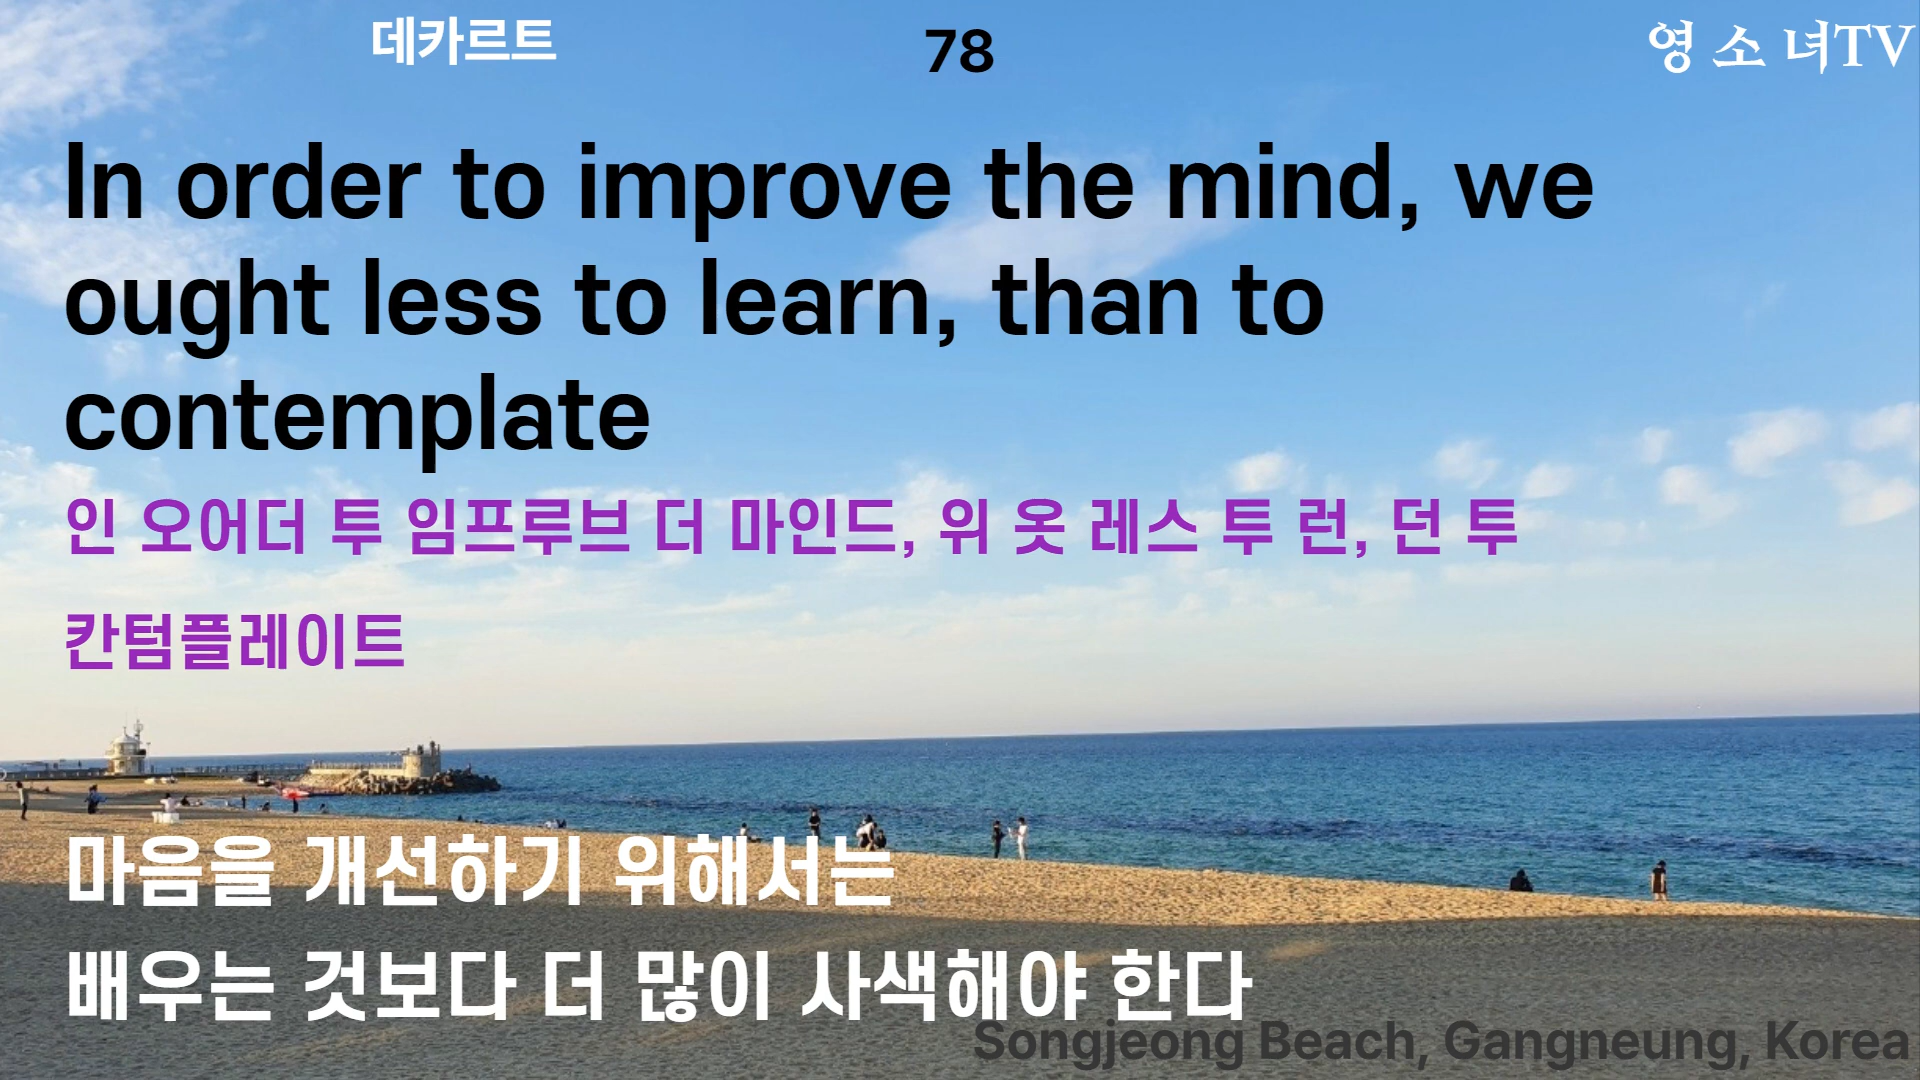 데카르트
78
영 소 녀TV
In order to improve the mind, we
ought less to learn, than to
contemplate
인 오어더 투 임프루브 더 마인드, 위 옷 레스 투 런, 던 투
칸텀플레이트
마음을 개선하기 위해서는
배우는 것보다 더 많이 사색해야 한다
Songjeong Beach, Gangneung, Korea